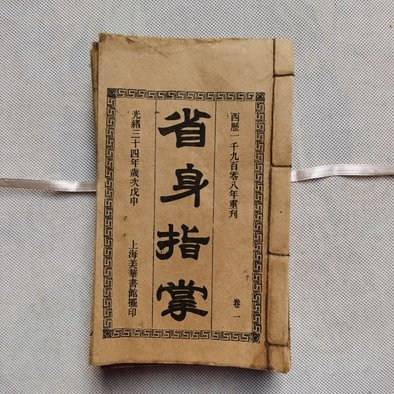 西歷一千九百零八年重刊
卷一
省身指掌
光緒三十四年歲次戊申
上海美華書館擺印